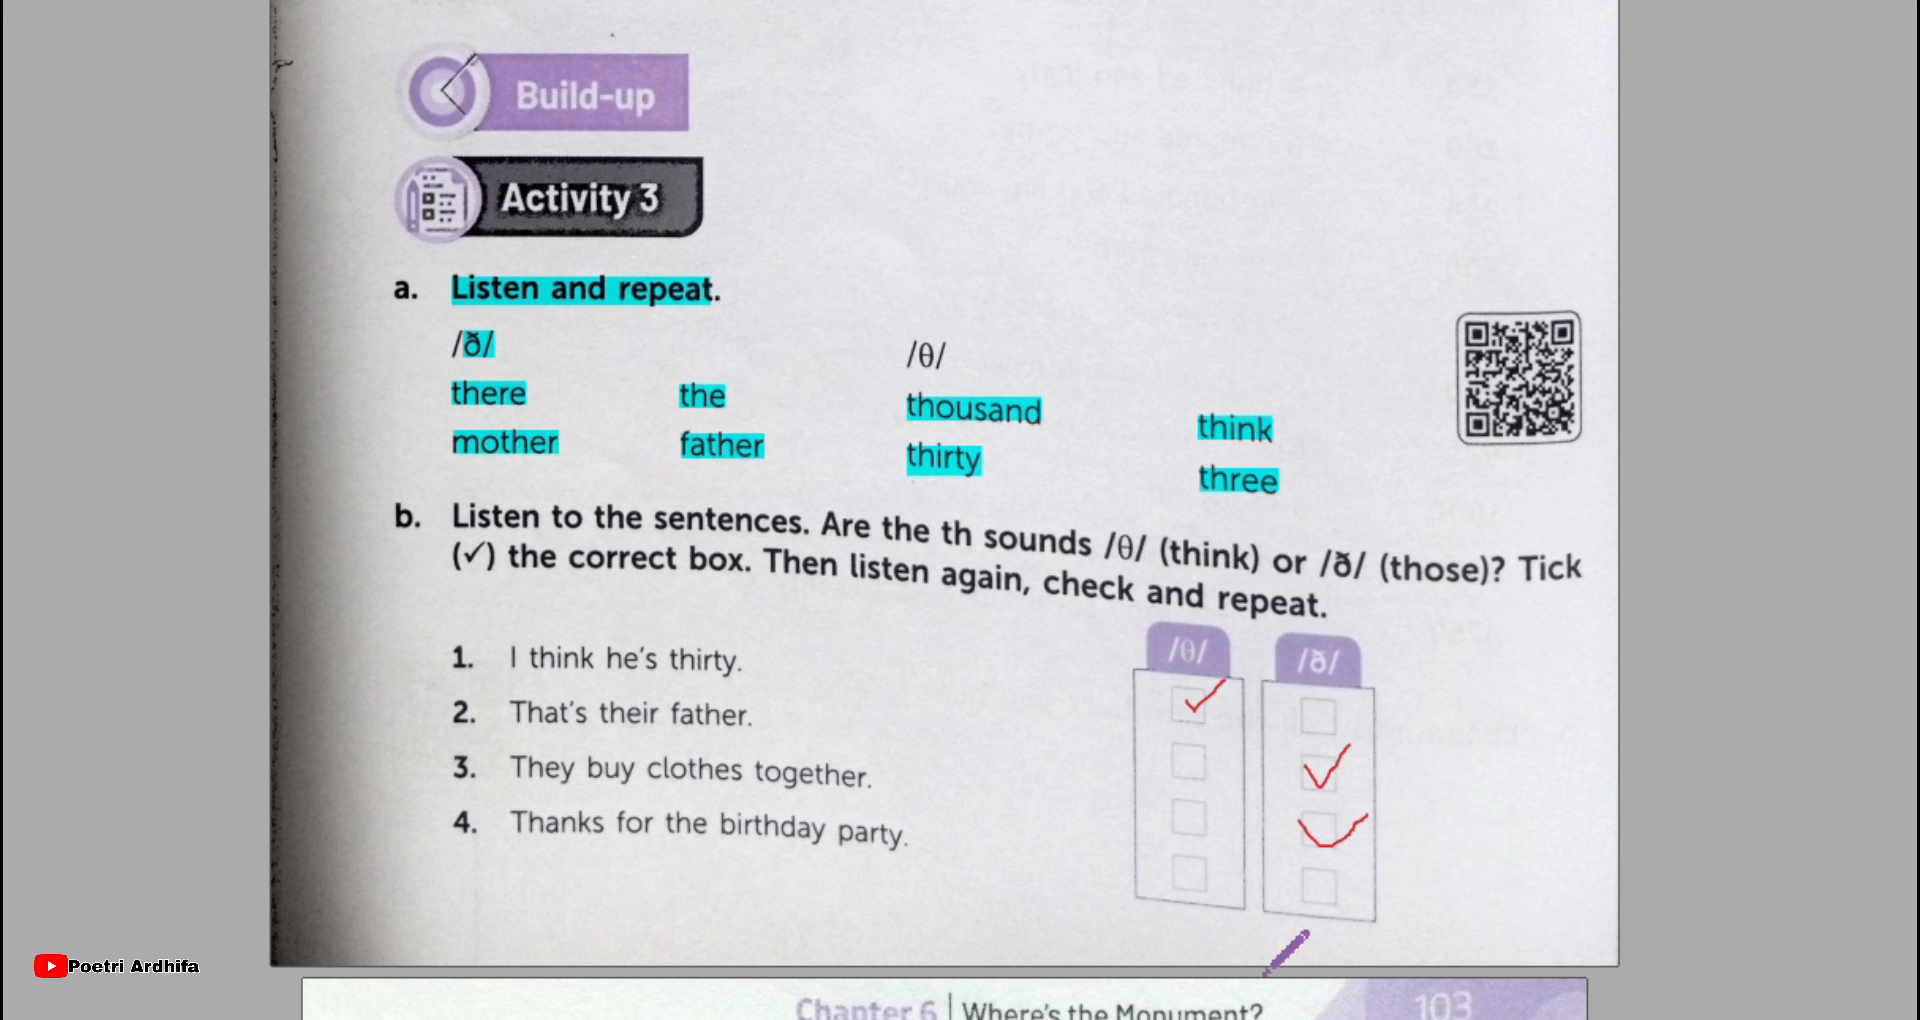 Build-up
Activity 3
a. Listen and repeat.
/ð/ /θ/
there the thousand think
mother father thirty three
b. Listen to the sentences. Are the th sounds /θ/ (think) or /ð/ (those)? Tick
(✓) the correct box. Then listen again, check and repeat.
/θ/ /ð/
1. I think he's thirty.
2. That's their father.
3. They buy clothes together.
4. Thanks for the birthday party.
Poetri Ardhifa
Chapter 6 | Where's the Monument? 103